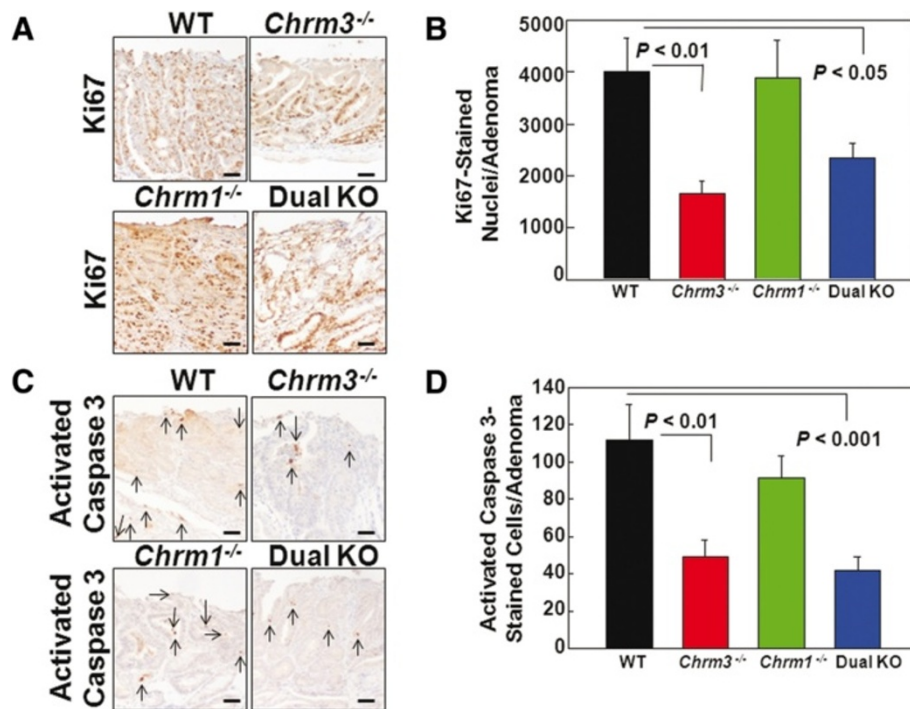 A
WT
Chrm3-/-
Ki67
Chrm1-/-
Dual KO
Ki67
B
Ki67-Stained
Nuclei/Adenoma
5000
4000
3000
2000
1000
0
P < 0.01
P < 0.05
WT
Chrm3-/-
Chrm1-/-
Dual KO
C
WT
Chrm3-/-
Activated
Caspase 3
Chrm1-/-
Dual KO
Activated
Caspase 3
D
Activated Caspase 3-
Stained Cells/Adenoma
140
120
100
80
60
40
20
0
P < 0.01
P < 0.001
WT
Chrm3-/-
Chrm1-/-
Dual KO